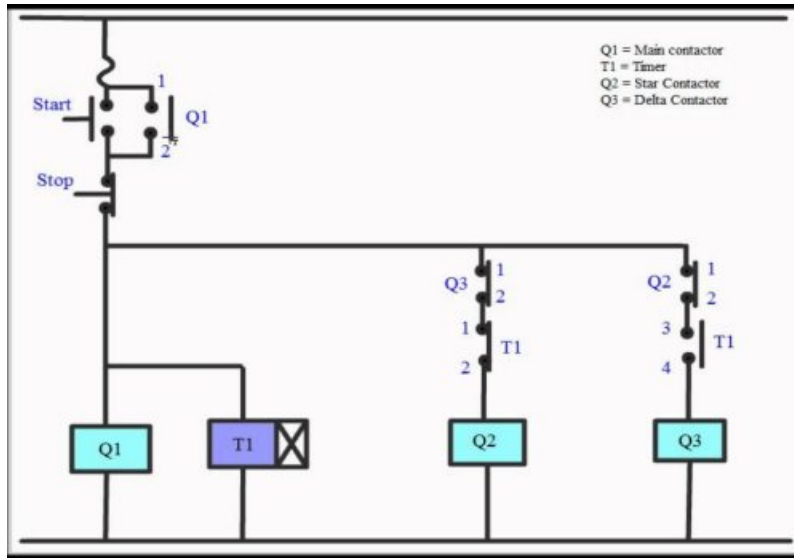 Q1 = Main contactor
T1 = Timer
Q2 = Star Contactor
Q3 = Delta Contactor
1
Start
Q1
2
Stop
Q3
1
2
Q2
1
2
1
T1
2
3
T1
4
Q1
T1
Q2
Q3